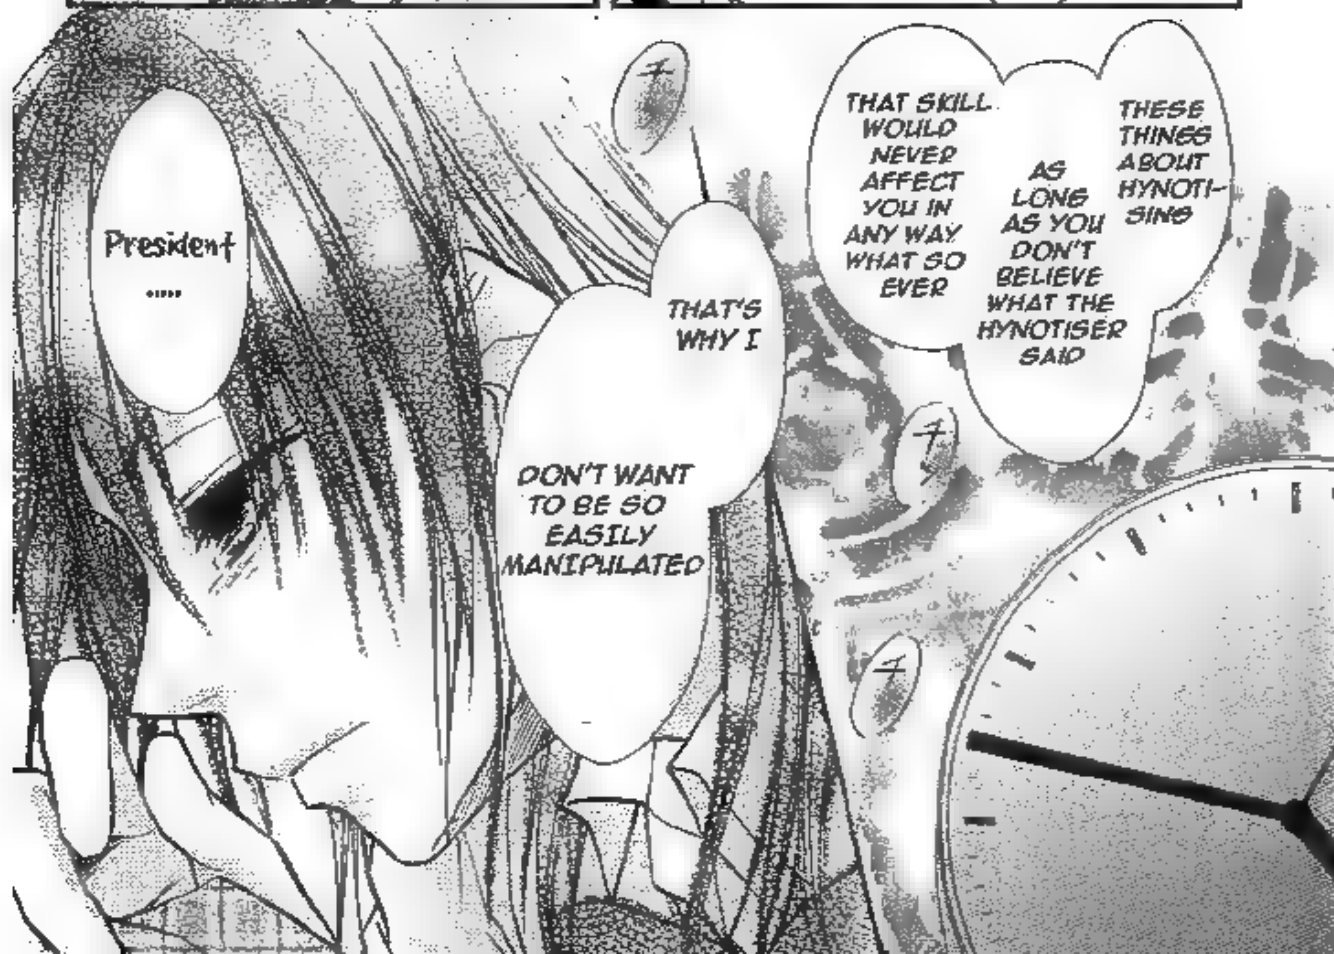 THESE
THINGS
ABOUT
HYNOTI-
SING
AS
LONG
AS YOU
DON'T
BELIEVE
WHAT THE
HYNOTISER
SAID
THAT SKILL
WOULD
NEVER
AFFECT
YOU IN
ANY WAY
WHAT SO
EVER
THAT'S
WHY I
DON'T WANT
TO BE SO
EASILY
MANIPULATED
President
.....